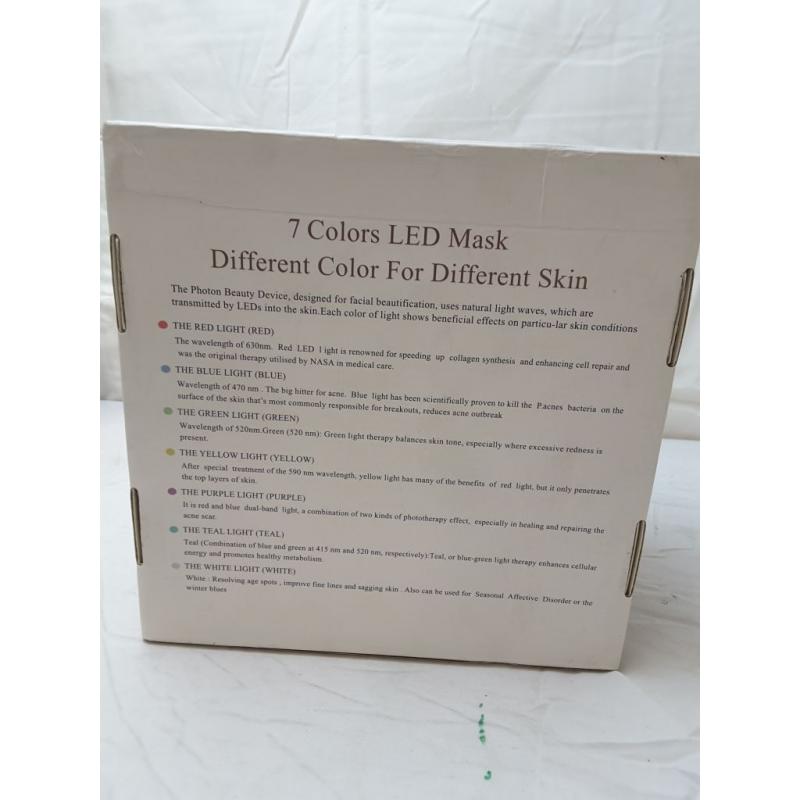 7 Colors LED Mask
Different Color For Different Skin
The Photon Beauty Device, designed for facial beautification, uses natural light waves, which are
transmitted by LEDs into the skin.Each color of light shows beneficial effects on particu-lar skin conditions
THE RED LIGHT (RED)
The wavelength of 630nm. Red LED l ight is renowned for speeding up collagen synthesis and enhancing cell repair and
was the original therapy utilised by NASA in medical care.
THE BLUE LIGHT (BLUE)
Wavelength of 470 nm . The big hitter for acne. Blue light has been scientifically proven to kill the P.acnes bacteria on the
surface of the skin that's most commonly responsible for breakouts, reduces acne outbreak
THE GREEN LIGHT (GREEN)
Wavelength of 520nm.Green (520 nm): Green light therapy balances skin tone, especially where excessive redness is
present.
THE YELLOW LIGHT (YELLOW)
After special treatment of the 590 nm wavelength, yellow light has many of the benefits of red light, but it only penetrates
the top layers of skin.
THE PURPLE LIGHT (PURPLE)
It is red and blue dual-band light, a combination of two kinds of phototherapy effect, especially in healing and repairing the
acne scar.
THE TEAL LIGHT (TEAL)
Teal (Combination of blue and green at 415 nm and 520 nm, respectively):Teal, or blue-green light therapy enhances cellular
energy and promotes healthy metabolism.
THE WHITE LIGHT (WHITE)
White : Resolving age spots , improve fine lines and sagging skin . Also can be used for Seasonal Affective Disorder or the
winter blues